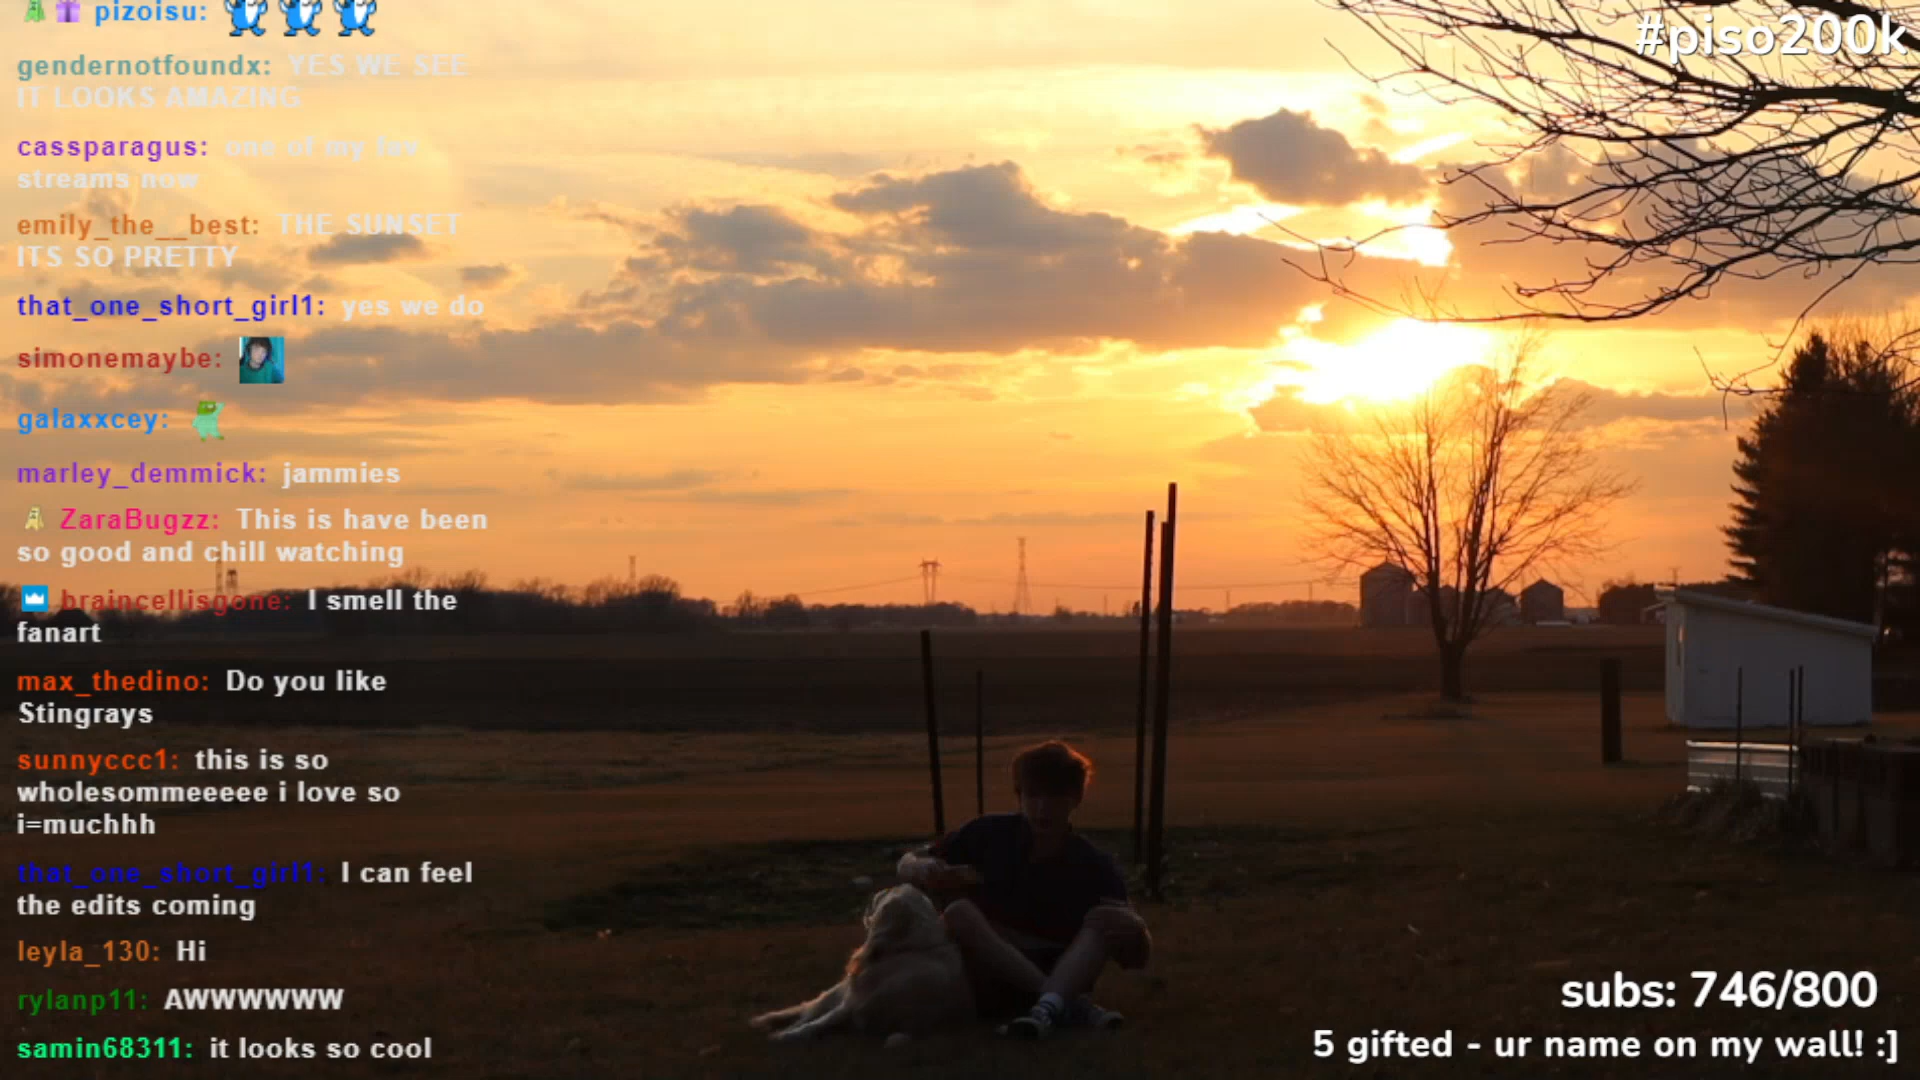 pizoisu:
#piso200k
gendernotfoundx: YES WE SEE
IT LOOKS AMAZING
cassparagus: one of my fav
streams now
emily_the__best: THE SUNSET
ITS SO PRETTY
that_one_short_girl1: yes we do
simonemaybe:
galaxxcey:
marley_demmick: jammies
ZaraBugzz: This is have been
so good and chill watching
braincellisgone: I smell the
fanart
max_thedino: Do you like
Stingrays
sunnyccc1: this is so
wholesommeeeee i love so
i=muchhh
that_one_short_girl1: I can feel
the edits coming
leyla_130: Hi
rylanp11: AWWWWWW
samin68311: it looks so cool
subs: 746/800
5 gifted - ur name on my wall! :]